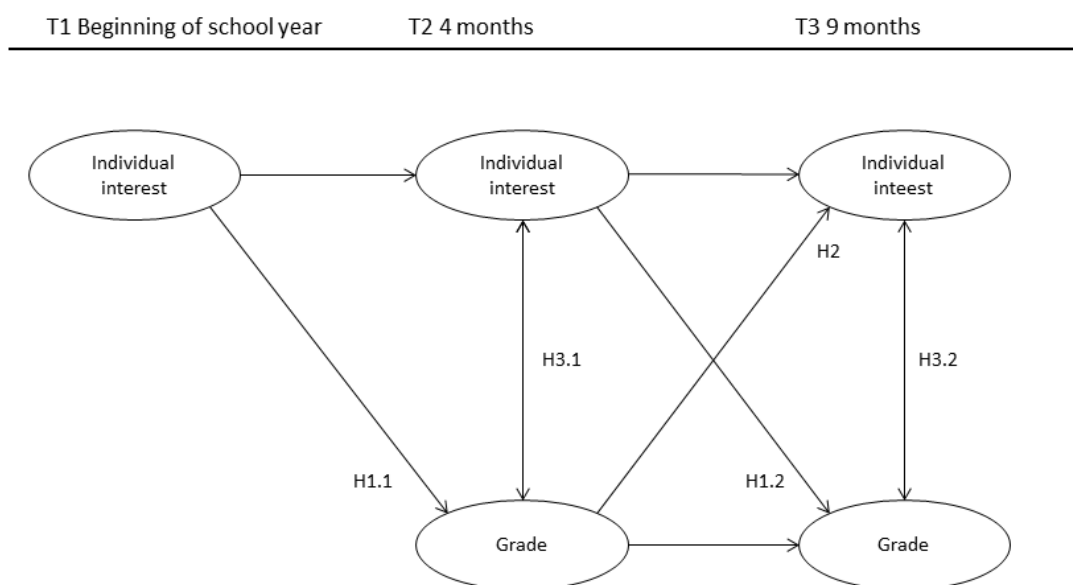 T1 Beginning of school year
T2 4 months
T3 9 months
Individual
interest
Individual
interest
Individual
inteest
H2
H3.1
H3.2
H1.1
H1.2
Grade
Grade